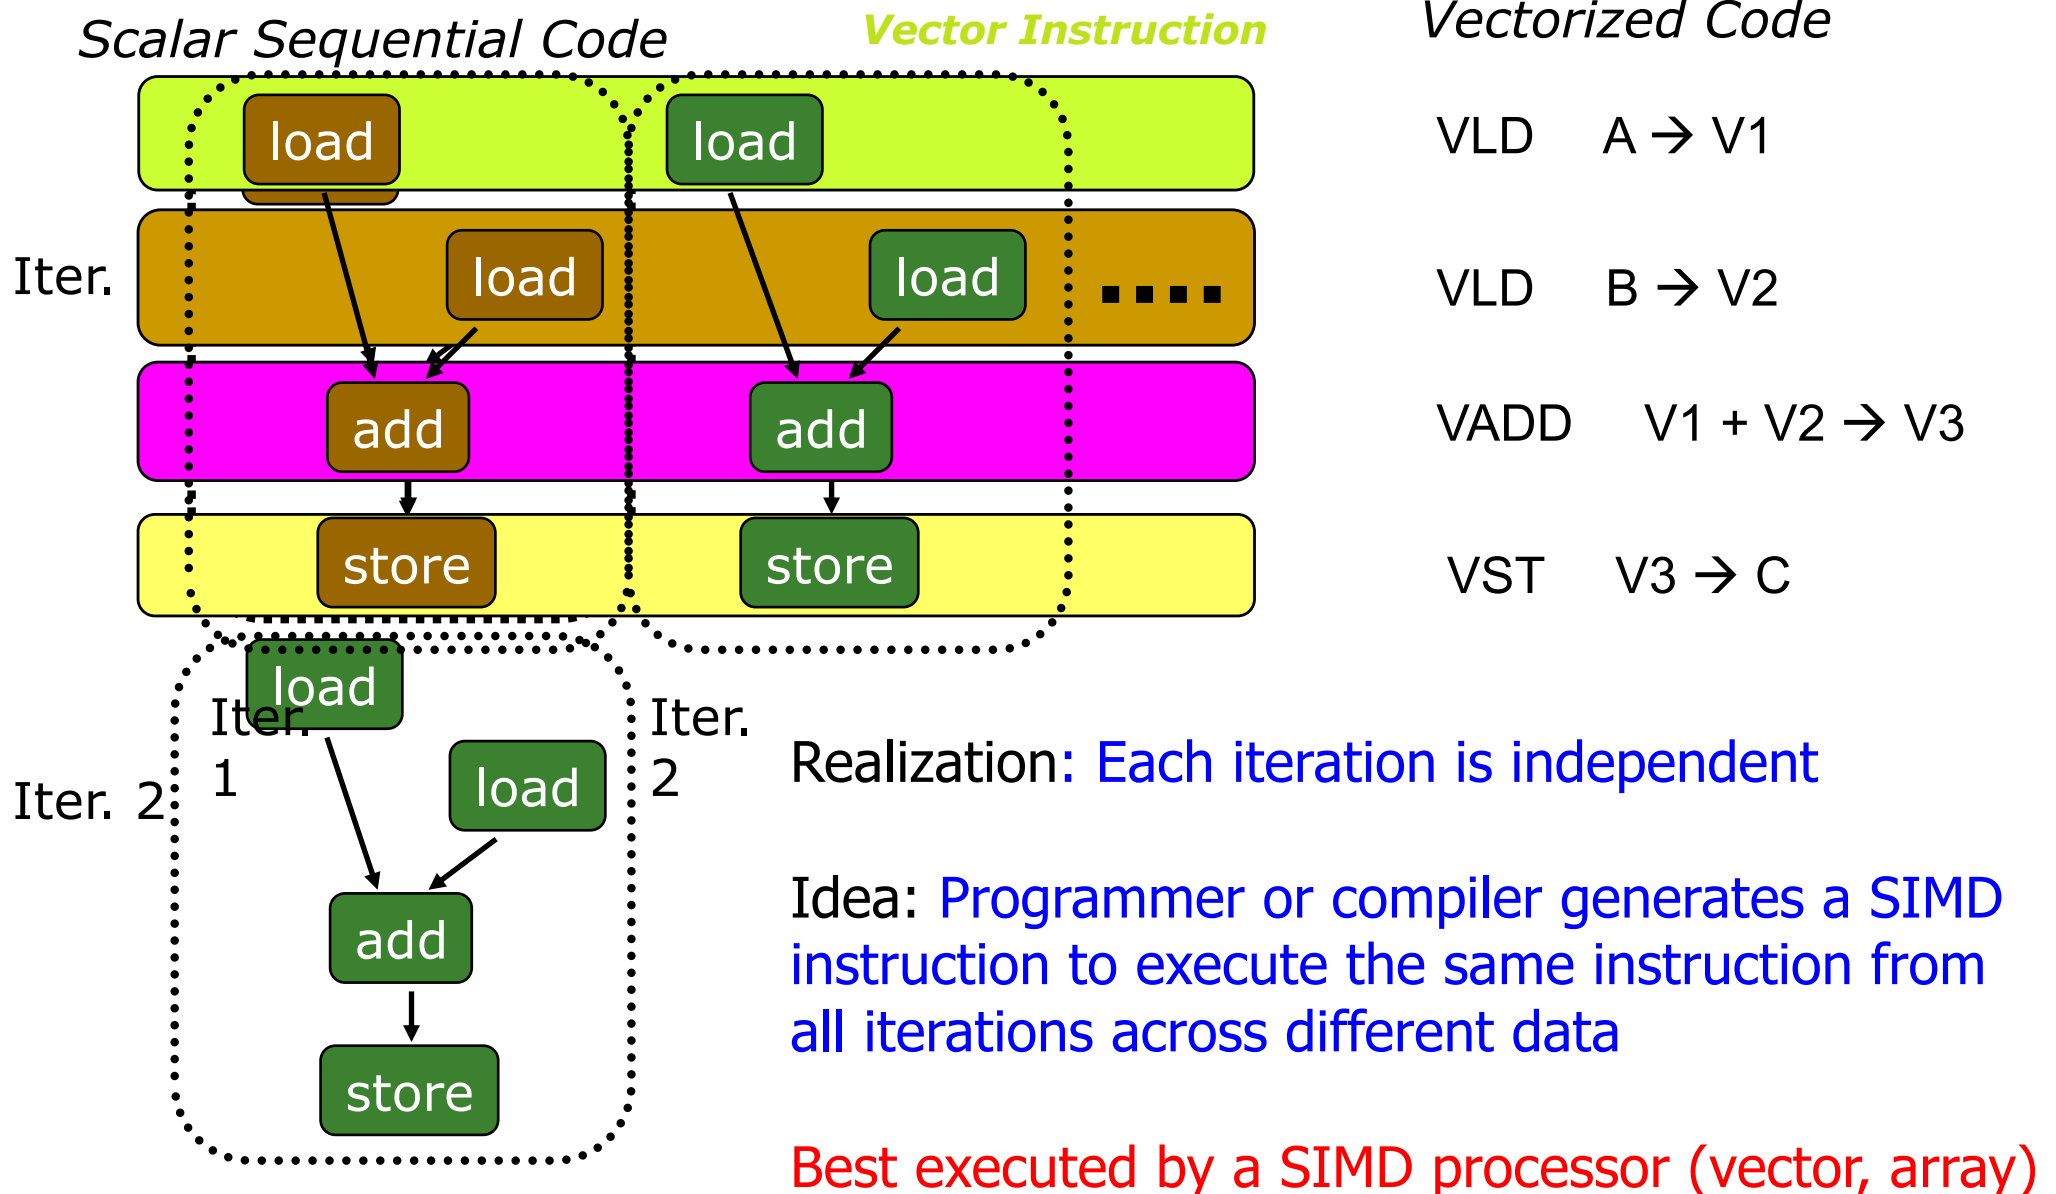 Scalar Sequential Code
Vector Instruction
Vectorized Code
load
load
VLD A → V1
Iter.
load
load
....
VLD B → V2
add
add
VADD V1 + V2 → V3
store
store
VST V3 → C
load
Iter.
1
Iter.
2
Iter. 2
load
add
store
Realization: Each iteration is independent
Idea: Programmer or compiler generates a SIMD
instruction to execute the same instruction from
all iterations across different data
Best executed by a SIMD processor (vector, array)